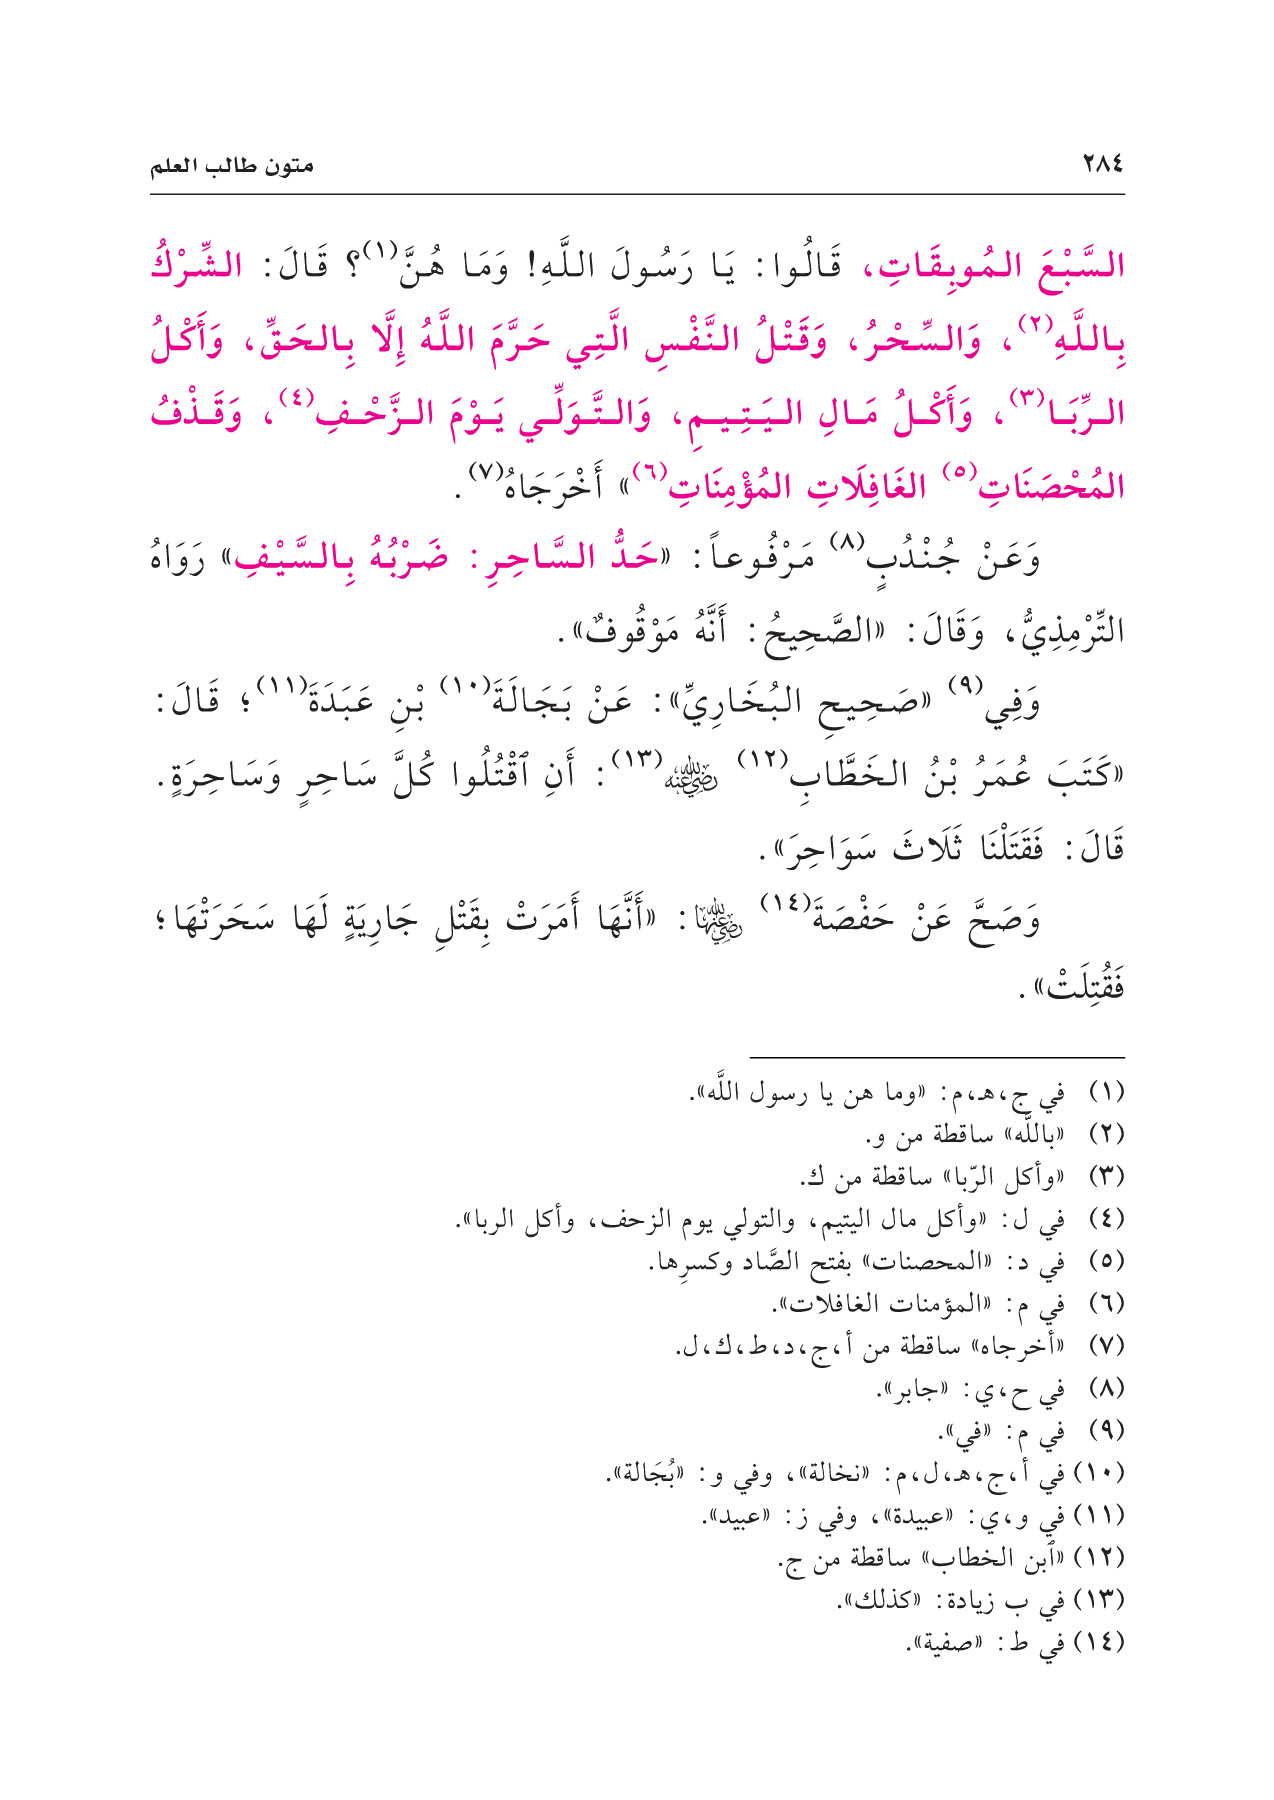 ٢٨٤
متون طالب العلم
السَّبْعَ المُوبِقَاتِ، قَالُوا: يَا رَسُولَ اللَّهِ! وَمَا هُنَّ(١)؟ قَالَ: الشِّرْكُ
بِاللَّهِ(٢)، وَالسِّحْرُ، وَقَتْلُ النَّفْسِ الَّتِي حَرَّمَ اللَّهُ إِلَّا بِالحَقِّ، وَأَكْلُ
الرِّبَا(٣)، وَأَكْلُ مَالِ اليَتِيمِ، وَالتَّوَلِّي يَوْمَ الزَّحْفِ(٤)، وَقَذْفُ
المُحْصَنَاتِ(٥) الغَافِلَاتِ المُؤْمِنَاتِ(٦)» أَخْرَجَاهُ(٧).
وَعَنْ جُنْدُبٍ(٨) مَرْفُوعاً: «حَدُّ السَّاحِرِ: ضَرْبُهُ بِالسَّيْفِ» رَوَاهُ
التِّرْمِذِيُّ، وَقَالَ: «الصَّحِيحُ: أَنَّهُ مَوْقُوفٌ».
وَفِي(٩) «صَحِيحِ البُخَارِيِّ»: عَنْ بَجَالَةَ(١٠) بْنِ عَبَدَةَ(١١)؛ قَالَ:
«كَتَبَ عُمَرُ بْنُ الخَطَّابِ(١٢) رضي الله عنه(١٣): أَنِ ٱقْتُلُوا كُلَّ سَاحِرٍ وَسَاحِرَةٍ.
قَالَ: فَقَتَلْنَا ثَلَاثَ سَوَاحِرَ».
وَصَحَّ عَنْ حَفْصَةَ(١٤) رضي الله عنها: «أَنَّهَا أَمَرَتْ بِقَتْلِ جَارِيَةٍ لَهَا سَحَرَتْهَا؛
فَقُتِلَتْ».
(١) في ج،هـ،م: «وما هن يا رسول اللَّه».
(٢) «باللَّه» ساقطة من و.
(٣) «وأكل الرّبا» ساقطة من ك.
(٤) في ل: «وأكل مال اليتيم، والتولي يوم الزحف، وأكل الربا».
(٥) في د: «المحصنات» بفتح الصَّاد وكسرِها.
(٦) في م: «المؤمنات الغافلات».
(٧) «أخرجاه» ساقطة من أ،ج،د،ط،ك،ل.
(٨) في ح،ي: «جابر».
(٩) في م: «في».
(١٠) في أ،ج،هـ،ل،م: «نخالة»، وفي و: «بُجَالة».
(١١) في و،ي: «عبيدة»، وفي ز: «عبيد».
(١٢) «ٱبن الخطاب» ساقطة من ج.
(١٣) في ب زيادة: «كذلك».
(١٤) في ط: «صفية».